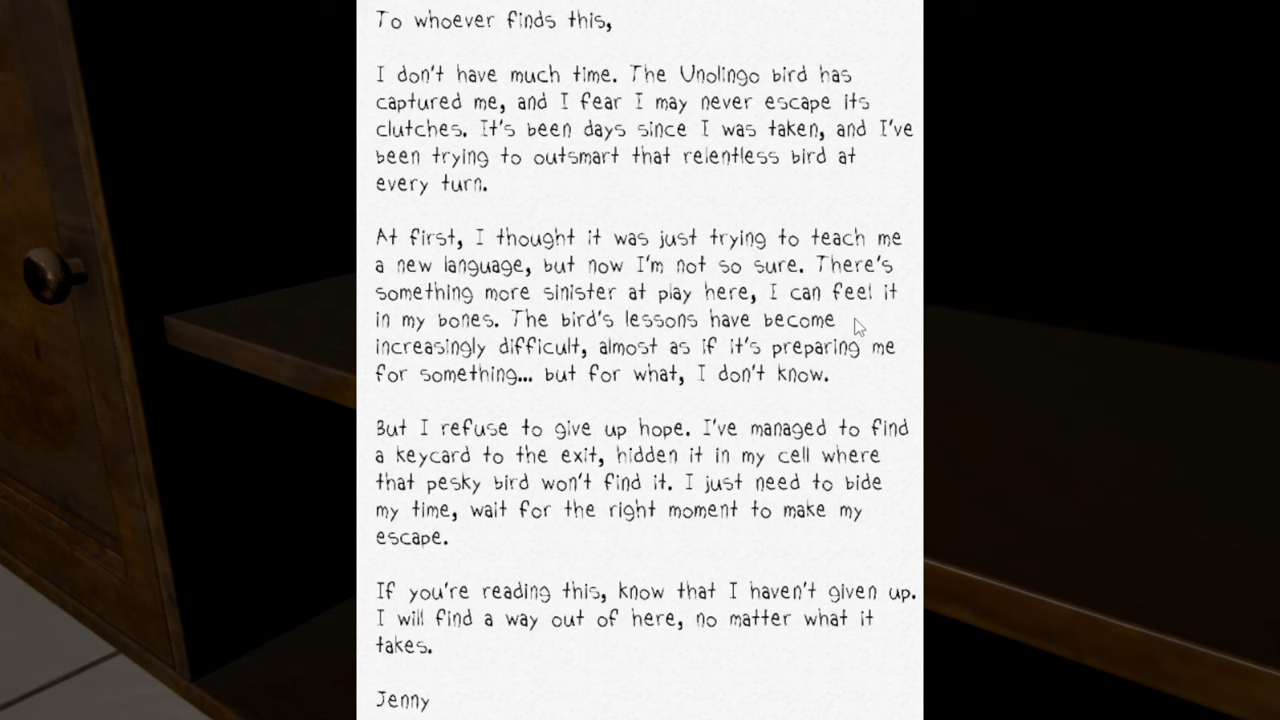 To whoever finds this,
I don't have much time. The Unolingo bird has
captured me, and I fear I may never escape its
clutches. It's been days since I was taken, and I've
been trying to outsmart that relentless bird at
every turn.
At first, I thought it was just trying to teach me
a new language, but now I'm not so sure. There's
something more sinister at play here, I can feel it
in my bones. The bird's lessons have become
increasingly difficult, almost as if it's preparing me
for something... but for what, I don't know.
But I refuse to give up hope. I've managed to find
a keycard to the exit, hidden it in my cell where
that pesky bird won't find it. I just need to bide
my time, wait for the right moment to make my
escape.
If you're reading this, know that I haven't given up.
I will find a way out of here, no matter what it
takes.
Jenny